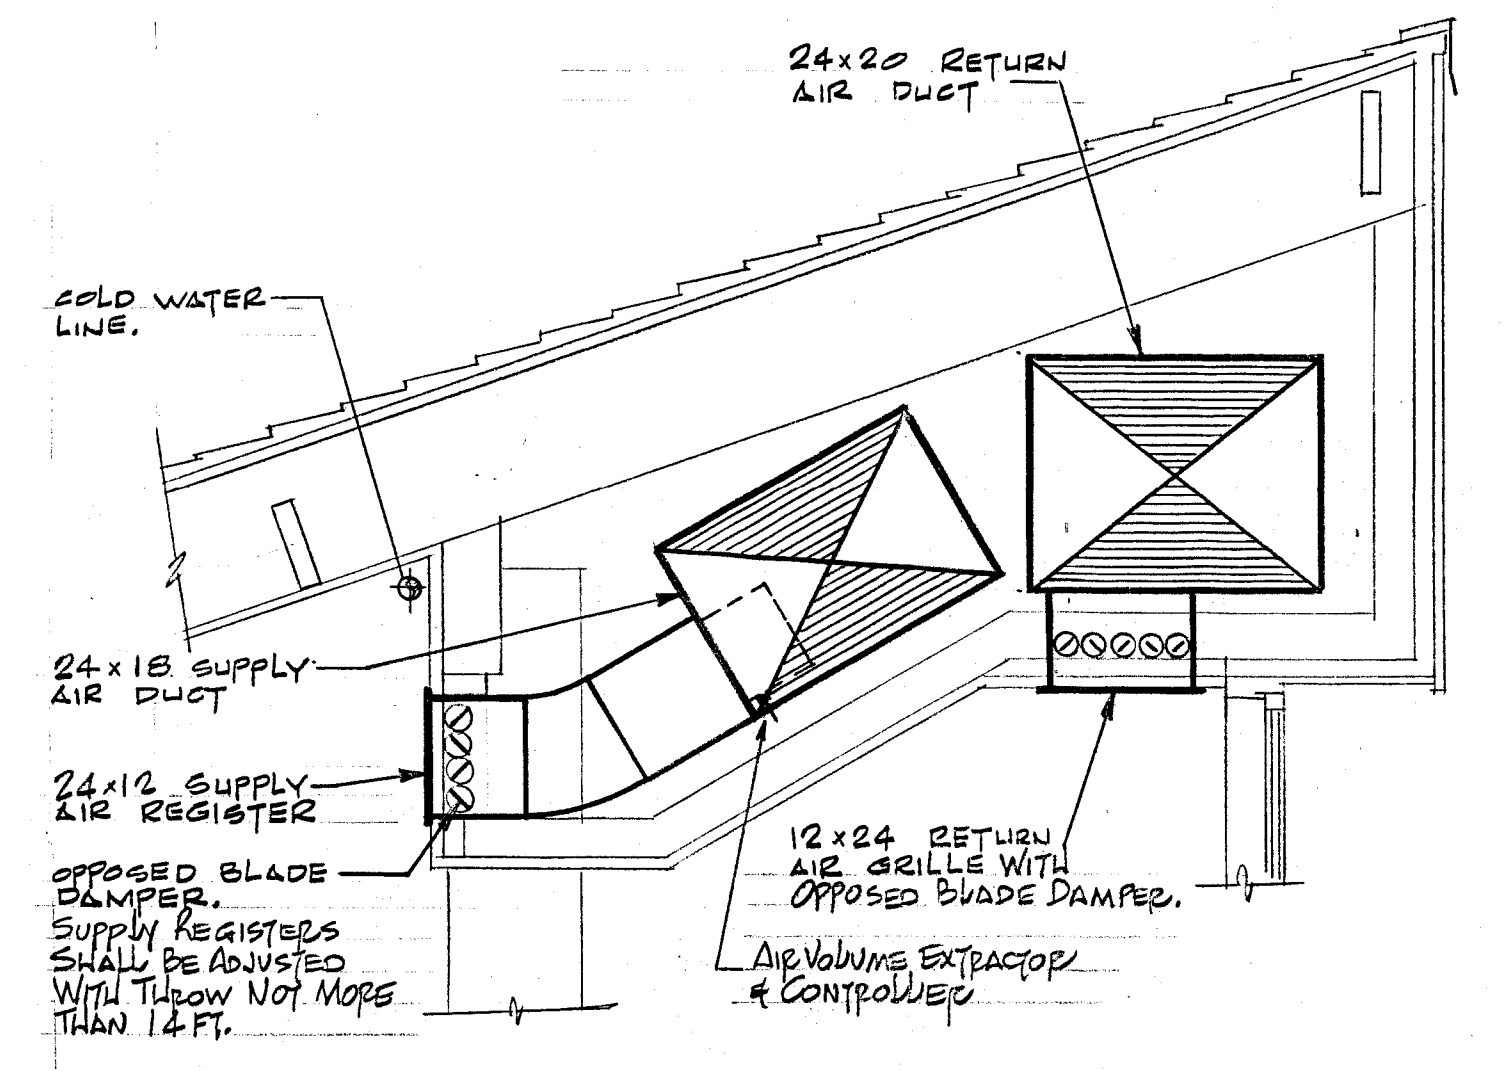 24x20 RETURN
AIR DUCT
COLD WATER
LINE.
24x18 SUPPLY
AIR DUCT
24x12 SUPPLY
AIR REGISTER
OPPOSED BLADE
DAMPER.
SUPPLY REGISTERS
SHALL BE ADJUSTED
WITH THROW NOT MORE
THAN 14 FT.
12x24 RETURN
AIR GRILLE WITH
OPPOSED BLADE DAMPER.
AIR VOLUME EXTRACTOR
& CONTROLLER